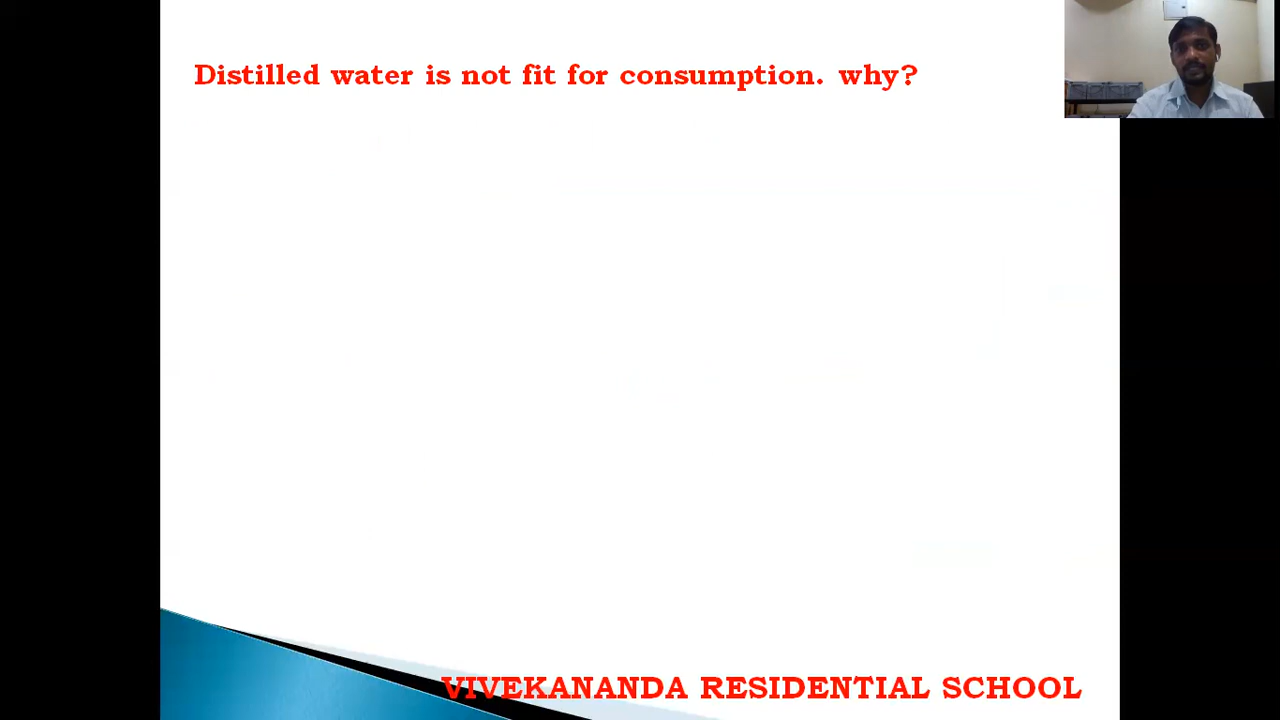 Distilled water is not fit for consumption. why?
VIVEKANANDA RESIDENTIAL SCHOOL